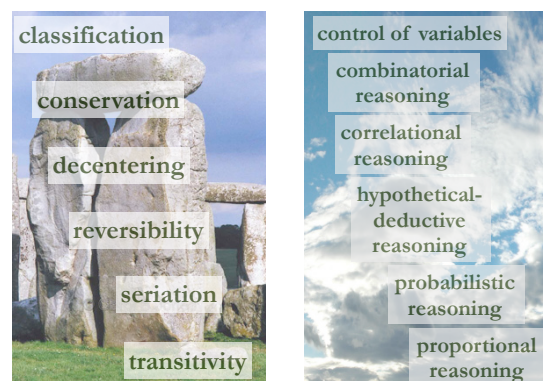 classification
conservation
decentering
reversibility
seriation
transitivity
control of variables
combinatorial
reasoning
correlational
reasoning
hypothetical-
deductive
reasoning
probabilistic
reasoning
proportional
reasoning